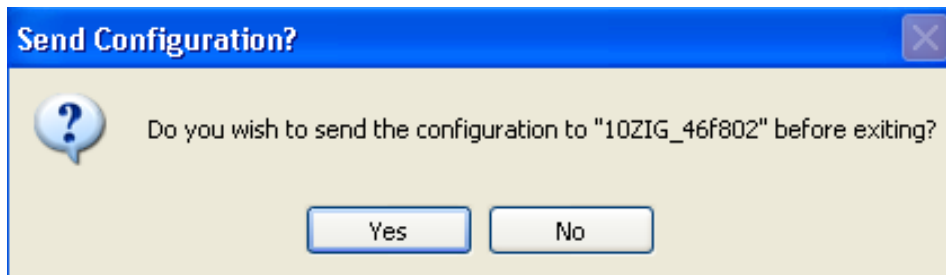 Send Configuration?
Do you wish to send the configuration to "10ZIG_46f802" before exiting?
Yes
No